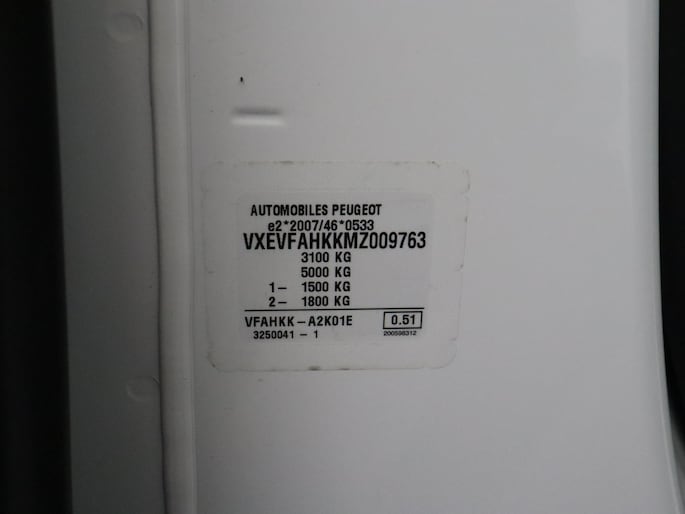 AUTOMOBILES PEUGEOT
e2*2007/46*0533
VXEVFAHKKMZ009763
3100 KG
5000 KG
1- 1500 KG
2- 1800 KG
VFAHKK-A2K01E 0.51
3250041 - 1 200598312